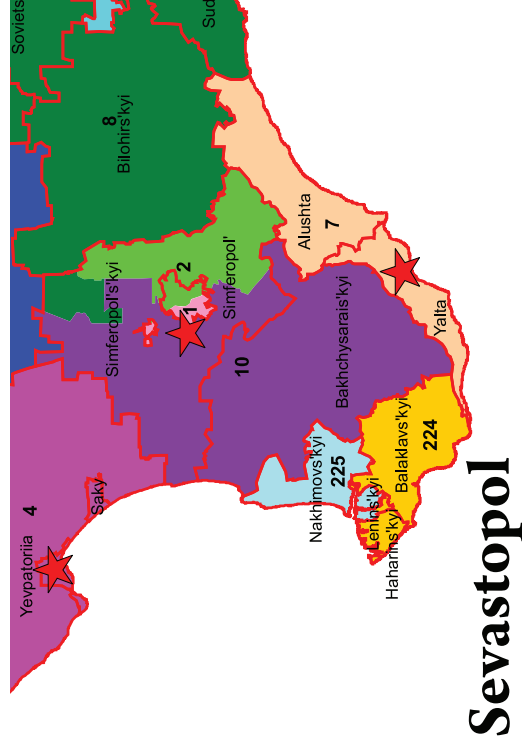 Soviets
Sud
8
Bilohirs'kyi
Alushta
7
Simferopol's'kyi
2
Simferopol'
1
10
Bakhchysarais'kyi
Yalta
4
Yevpatoriia
Saky
Nakhimovs'kyi
225
Balaklavs'kyi
224
Lenins'kyi
Haharins'kyi
Sevastopol